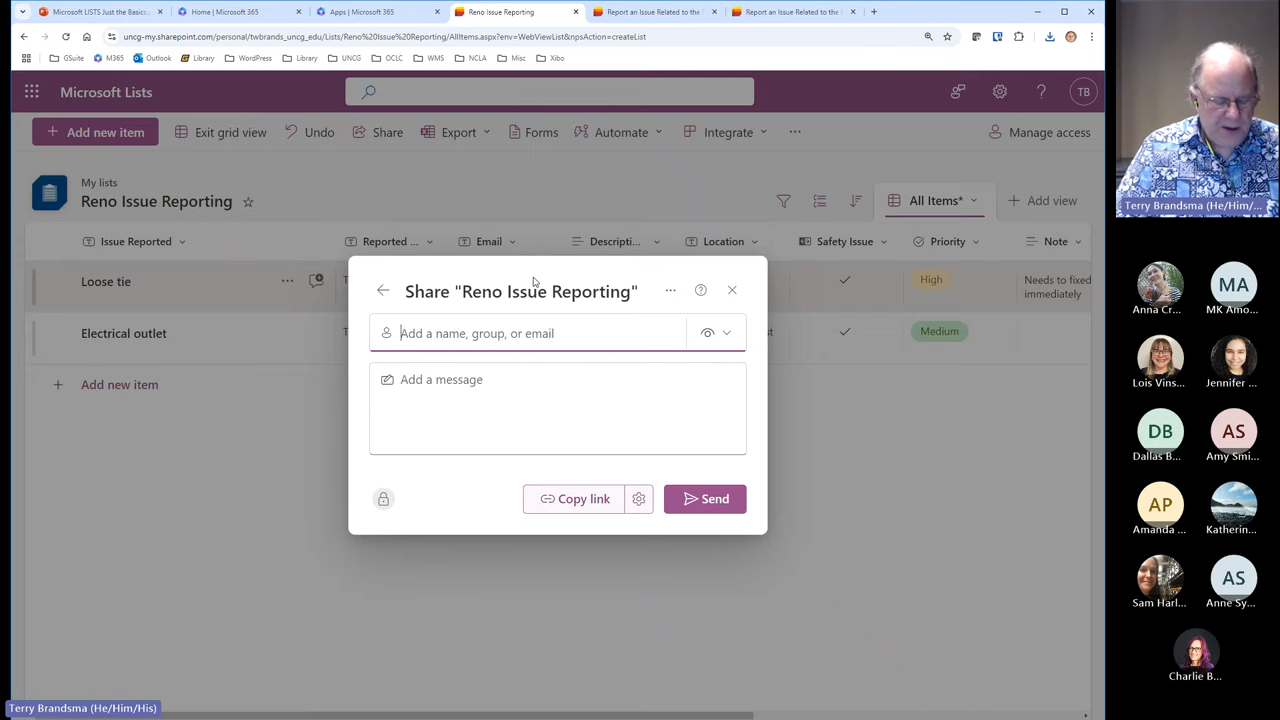 Microsoft LISTS Just the Basics
Home | Microsoft 365
Apps | Microsoft 365
Reno Issue Reporting
Report an Issue Related to the
Report an Issue Related to the
uncg-my.sharepoint.com/personal/twbrands_uncg_edu/Lists/Reno%20Issue%20Reporting/AllItems.aspx?env=WebViewList&npsAction=createList
GSuite
M365
Outlook
Library
WordPress
Library
UNCG
OCLC
WMS
NCLA
Misc
Xibo
Microsoft Lists
TB
Add new item
Exit grid view
Undo
Share
Export
Forms
Automate
Integrate
Manage access
My lists
Reno Issue Reporting
All Items*
Add view
Issue Reported
Reported ...
Email
Descripti...
Location
Safety Issue
Priority
Note
Loose tie
High
Needs to fixed
immediately
Electrical outlet
Medium
Add new item
Share "Reno Issue Reporting"
Add a name, group, or email
Add a message
Copy link
Send
Terry Brandsma (He/Him/...
Anna Cr...
MA
MK Amo...
Lois Vins...
Jennifer ...
DB
Dallas B...
AS
Amy Smi...
AP
Amanda ...
Katherin...
Sam Harl...
AS
Anne Sy...
Charlie B...
Terry Brandsma (He/Him/His)